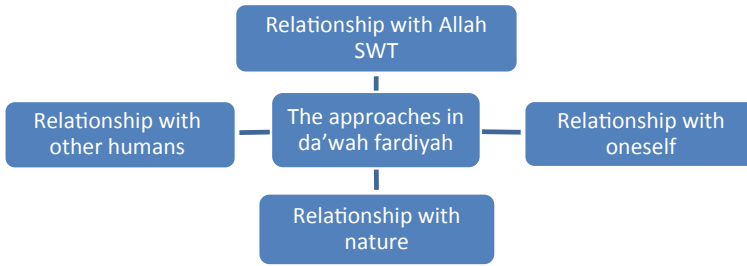 Relationship with Allah
SWT
Relationship with
other humans
The approaches in
da’wah fardiyah
Relationship with
oneself
Relationship with
nature